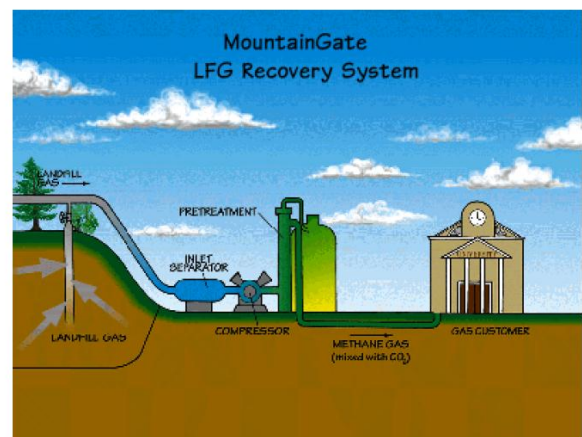 MountainGate
LFG Recovery System
LANDFILL
GAS
PRETREATMENT
INLET
SEPARATOR
UNIVERSITY
LANDFILL GAS
COMPRESSOR
METHANE GAS
(mixed with CO₂)
GAS CUSTOMER